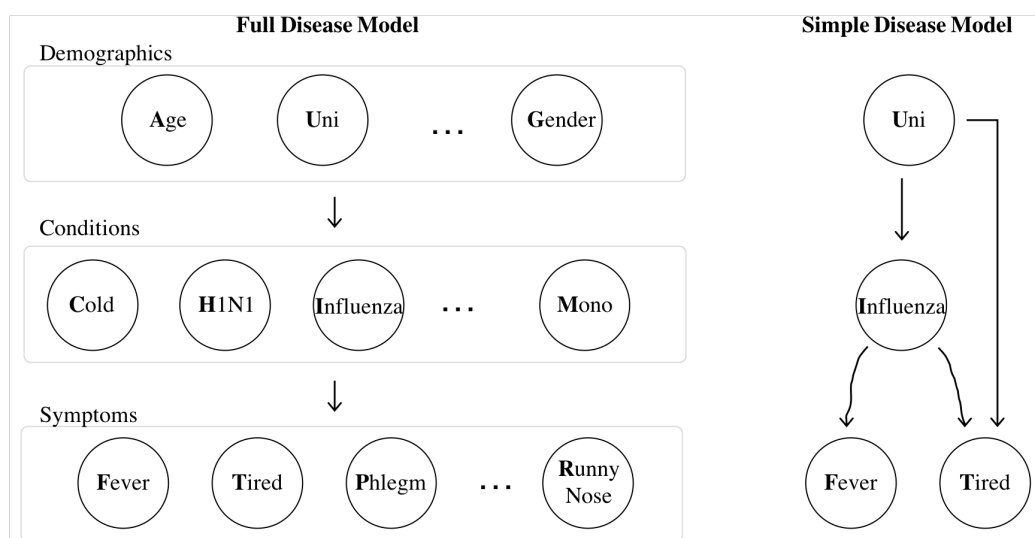 Full Disease Model
Demographics
Age
Uni
...
Gender
Conditions
Cold
H1N1
Influenza
...
Mono
Symptoms
Fever
Tired
Phlegm
...
Runny
Nose
Simple Disease Model
Uni
Influenza
Fever
Tired